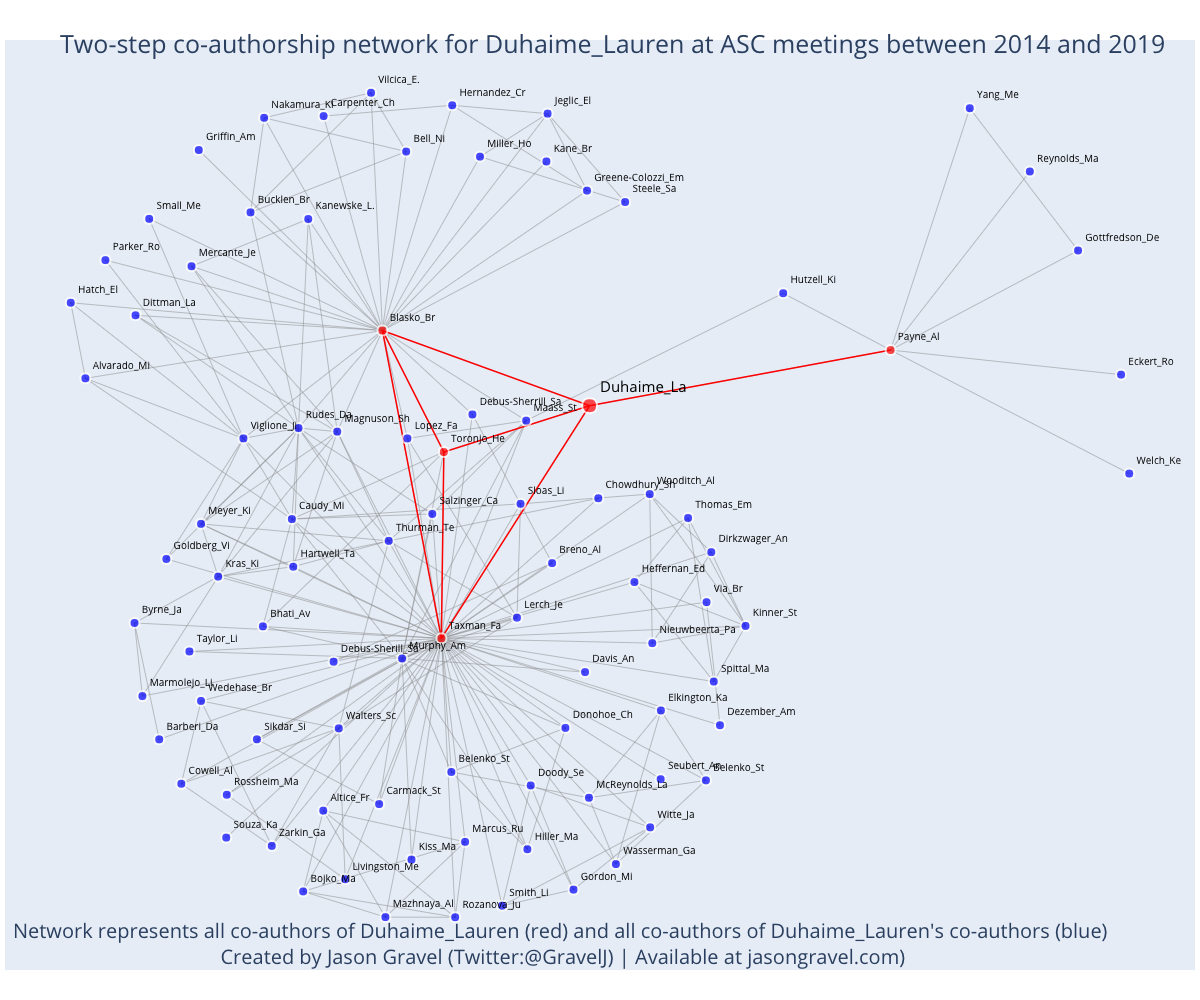 Two-step co-authorship network for Duhaime_Lauren at ASC meetings between 2014 and 2019
Vilcica_E.
Hernandez_Cr
Yang_Me
Nakamura_Ki
Carpenter_Ch
Jeglic_El
Griffin_Am
Bell_Ni
Miller_Ho
Kane_Br
Reynolds_Ma
Greene-Colozzi_Em
Steele_Sa
Bucklen_Br
Kanewske_L.
Small_Me
Parker_Ro
Mercante_Je
Gottfredson_De
Hatch_El
Dittman_La
Hutzell_Ki
Blasko_Br
Payne_Al
Alvarado_Mi
Eckert_Ro
Duhaime_La
Debus-Sherrill_Sa
Maass_St
Rudes_Da
Magnuson_Sh
Viglione_Ji
Lopez_Fa
Toronjo_He
Welch_Ke
Wooditch_Al
Chowdhury_Sh
Sloas_Li
Salzinger_Ca
Caudy_Mi
Thomas_Em
Meyer_Ki
Thurman_Te
Dirkzwager_An
Goldberg_Vi
Hartwell_Ta
Breno_Al
Kras_Ki
Heffernan_Ed
Via_Br
Byrne_Ja
Bhati_Av
Lerch_Je
Kinner_St
Taxman_Fa
Nieuwbeerta_Pa
Taylor_Li
Debus-Sherill_Sa
Murphy_Am
Davis_An
Spittal_Ma
Marmolejo_Li
Wedehase_Br
Elkington_Ka
Dezember_Am
Barberi_Da
Sikdar_Si
Walters_Sc
Donohoe_Ch
Belenko_St
Seubert_An
Belenko_St
Cowell_Al
Rossheim_Ma
Doody_Se
McReynolds_La
Altice_Fr
Carmack_St
Souza_Ka
Zarkin_Ga
Marcus_Ru
Hiller_Ma
Witte_Ja
Kiss_Ma
Wasserman_Ga
Livingston_Me
Bojko_Ma
Gordon_Mi
Smith_Li
Mazhnaya_Al
Rozanova_Ju
Network represents all co-authors of Duhaime_Lauren (red) and all co-authors of Duhaime_Lauren's co-authors (blue)
Created by Jason Gravel (Twitter:@GravelJ) | Available at jasongravel.com)